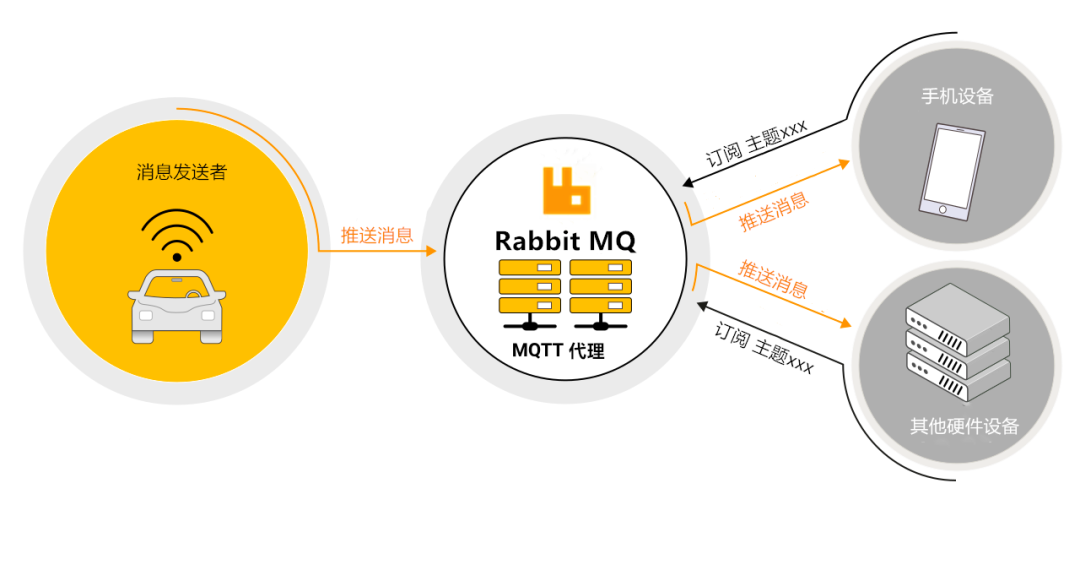 消息发送者
推送消息
Rabbit MQ
MQTT 代理
订阅 主题xxx
推送消息
手机设备
推送消息
订阅 主题xxx
其他硬件设备